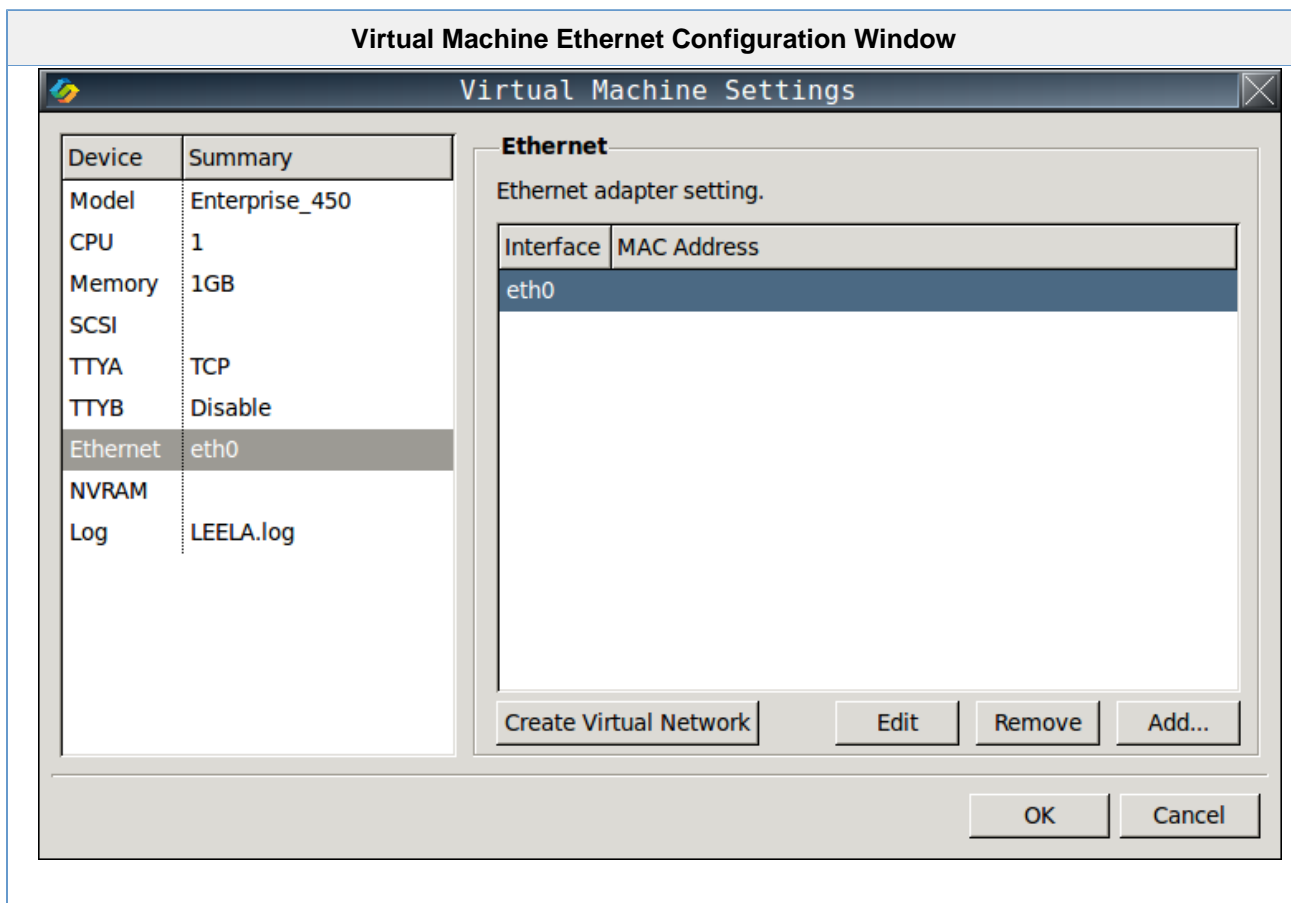 Virtual Machine Ethernet Configuration Window
Virtual Machine Settings
Device Summary
Model Enterprise_450
CPU 1
Memory 1GB
SCSI
TTYA TCP
TTYB Disable
Ethernet eth0
NVRAM
Log LEELA.log
Ethernet
Ethernet adapter setting.
Interface MAC Address
eth0
Create Virtual Network Edit Remove Add...
OK Cancel